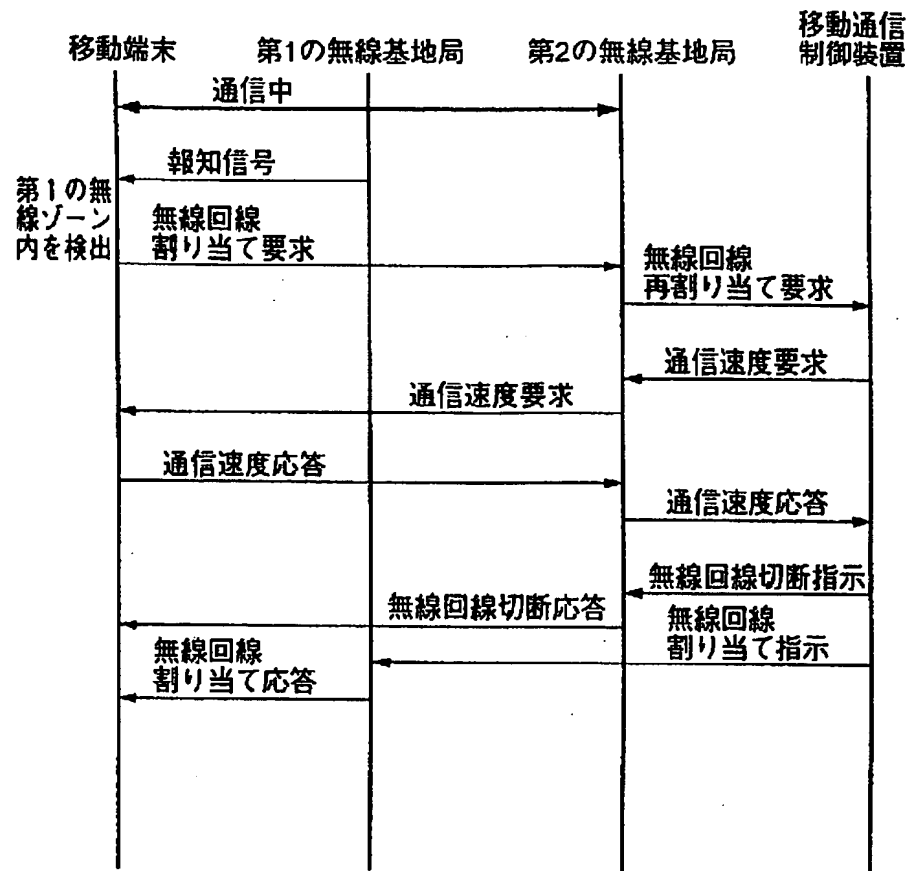 移動端末
第1の無線基地局
第2の無線基地局
移動通信
制御装置
通信中
報知信号
第1の無
線ゾーン
内を検出
無線回線
割り当て要求
無線回線
再割り当て要求
通信速度要求
通信速度要求
通信速度応答
通信速度応答
無線回線切断指示
無線回線切断応答
無線回線
割り当て指示
無線回線
割り当て応答